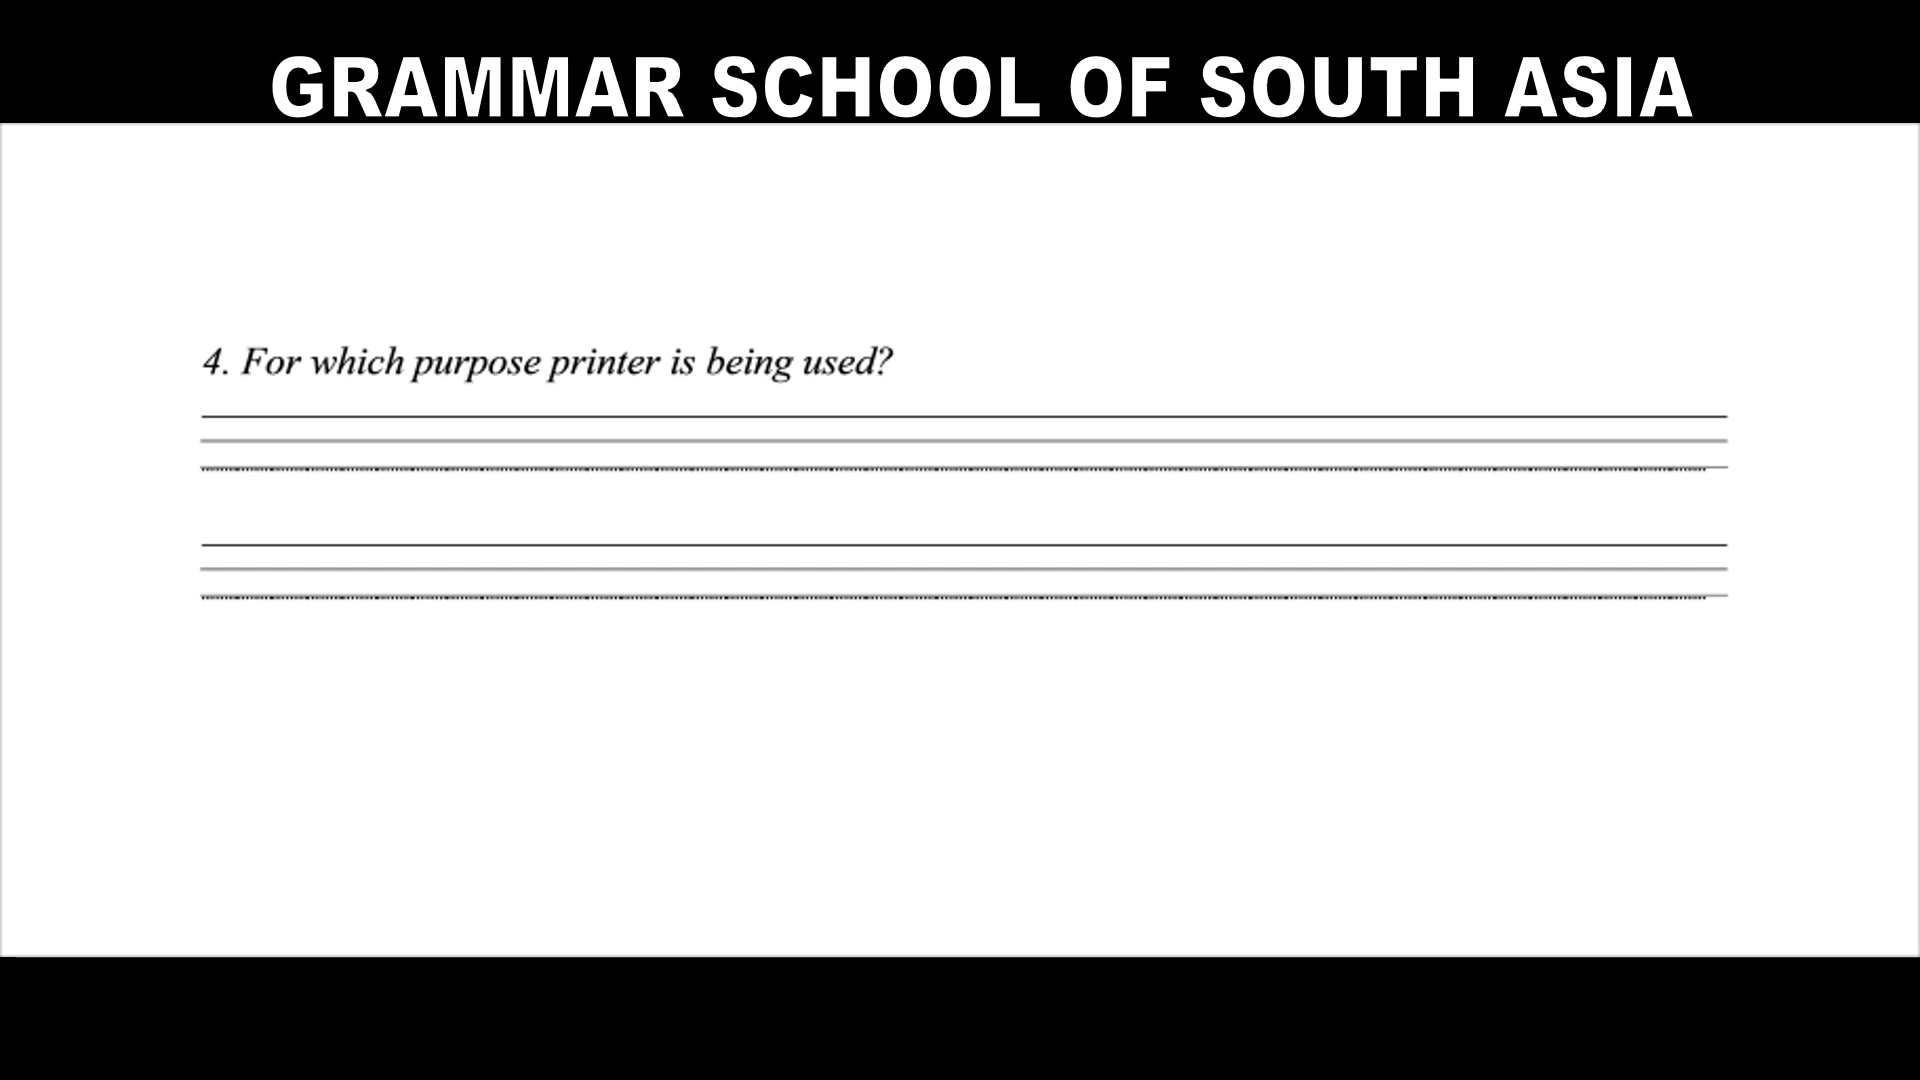 GRAMMAR SCHOOL OF SOUTH ASIA
4. For which purpose printer is being used?